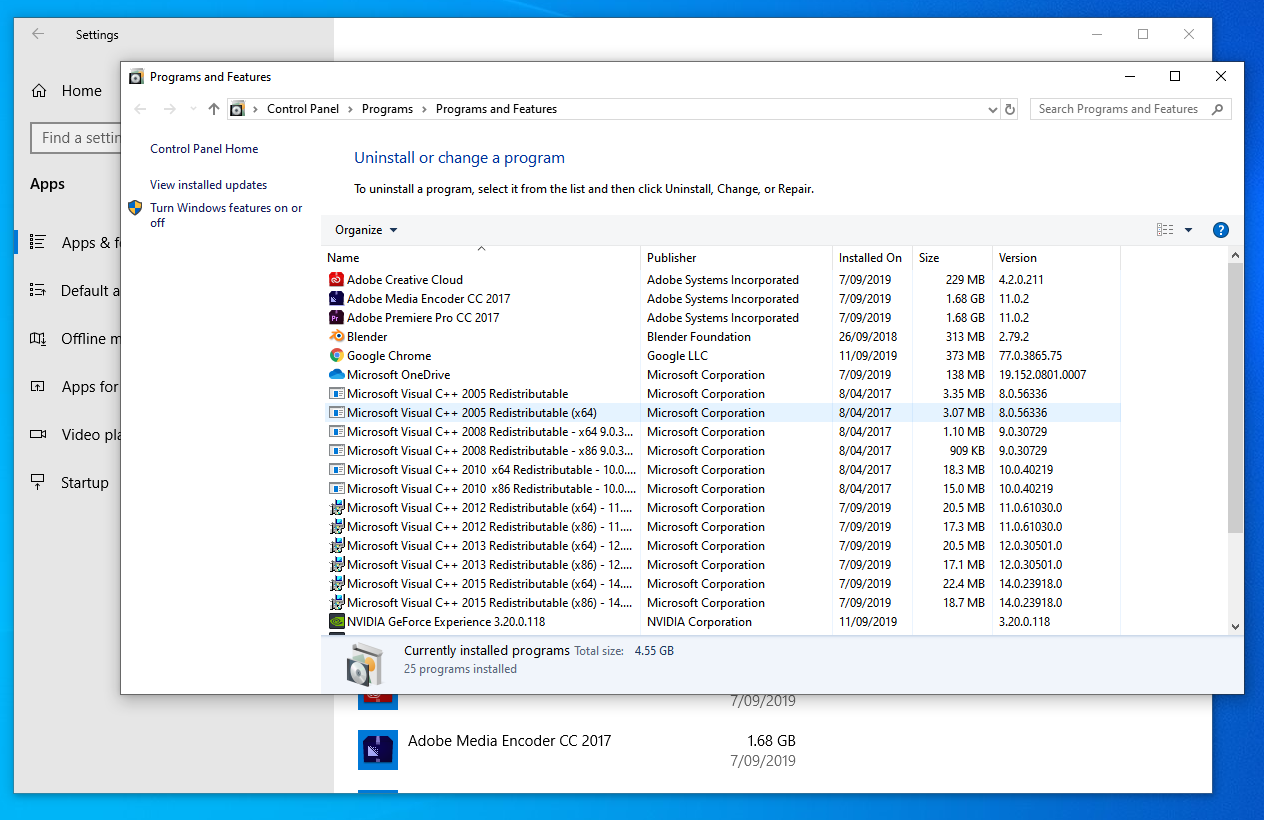 Settings
Home
Find a settin
Apps
Apps & fe
Default a
Offline m
Apps for
Video pla
Startup
Programs and Features
Control Panel > Programs > Programs and Features
Search Programs and Features
Control Panel Home
View installed updates
Turn Windows features on or
off
Uninstall or change a program
To uninstall a program, select it from the list and then click Uninstall, Change, or Repair.
Organize
?
Name Publisher Installed On Size Version
Adobe Creative Cloud Adobe Systems Incorporated 7/09/2019 229 MB 4.2.0.211
Adobe Media Encoder CC 2017 Adobe Systems Incorporated 7/09/2019 1.68 GB 11.0.2
Pr Adobe Premiere Pro CC 2017 Adobe Systems Incorporated 7/09/2019 1.68 GB 11.0.2
Blender Blender Foundation 26/09/2018 313 MB 2.79.2
Google Chrome Google LLC 11/09/2019 373 MB 77.0.3865.75
Microsoft OneDrive Microsoft Corporation 7/09/2019 138 MB 19.152.0801.0007
Microsoft Visual C++ 2005 Redistributable Microsoft Corporation 8/04/2017 3.35 MB 8.0.56336
Microsoft Visual C++ 2005 Redistributable (x64) Microsoft Corporation 8/04/2017 3.07 MB 8.0.56336
Microsoft Visual C++ 2008 Redistributable - x64 9.0.3... Microsoft Corporation 8/04/2017 1.10 MB 9.0.30729
Microsoft Visual C++ 2008 Redistributable - x86 9.0.3... Microsoft Corporation 8/04/2017 909 KB 9.0.30729
Microsoft Visual C++ 2010  x64 Redistributable - 10.0.... Microsoft Corporation 8/04/2017 18.3 MB 10.0.40219
Microsoft Visual C++ 2010  x86 Redistributable - 10.0.... Microsoft Corporation 8/04/2017 15.0 MB 10.0.40219
Microsoft Visual C++ 2012 Redistributable (x64) - 11.... Microsoft Corporation 7/09/2019 20.5 MB 11.0.61030.0
Microsoft Visual C++ 2012 Redistributable (x86) - 11.... Microsoft Corporation 7/09/2019 17.3 MB 11.0.61030.0
Microsoft Visual C++ 2013 Redistributable (x64) - 12.... Microsoft Corporation 7/09/2019 20.5 MB 12.0.30501.0
Microsoft Visual C++ 2013 Redistributable (x86) - 12.... Microsoft Corporation 7/09/2019 17.1 MB 12.0.30501.0
Microsoft Visual C++ 2015 Redistributable (x64) - 14.... Microsoft Corporation 7/09/2019 22.4 MB 14.0.23918.0
Microsoft Visual C++ 2015 Redistributable (x86) - 14.... Microsoft Corporation 7/09/2019 18.7 MB 14.0.23918.0
NVIDIA GeForce Experience 3.20.0.118 NVIDIA Corporation 11/09/2019 3.20.0.118
Currently installed programs Total size: 4.55 GB
25 programs installed
7/09/2019
Adobe Media Encoder CC 2017 1.68 GB
7/09/2019